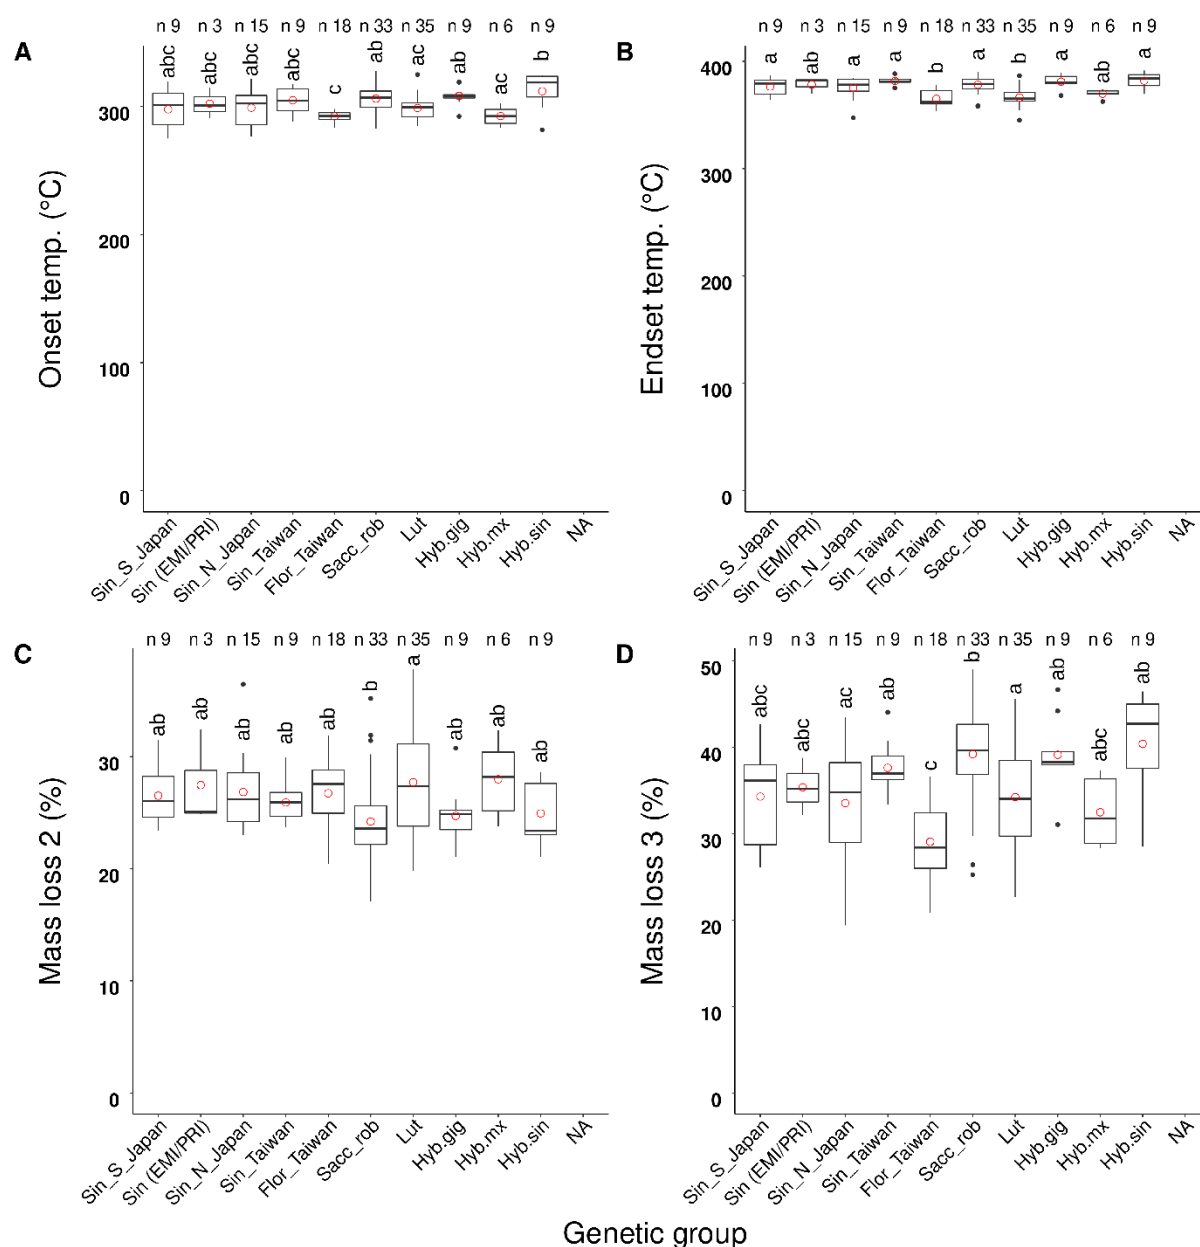 A
n 9 n 3 n 15 n 9 n 18 n 33 n 35 n 9 n 6 n 9
abc abc abc abc c ab ac ab ac b
Onset temp. (°C)
300
200
100
0
Sin_S_Japan Sin (EMI/PRI) Sin_N_Japan Sin_Taiwan Flor_Taiwan Sacc_rob Lut Hyb.gig Hyb.mx Hyb.sin NA
B
n 9 n 3 n 15 n 9 n 18 n 33 n 35 n 9 n 6 n 9
a ab a a b a b a ab a
Endset temp. (°C)
400
300
200
100
0
Sin_S_Japan Sin (EMI/PRI) Sin_N_Japan Sin_Taiwan Flor_Taiwan Sacc_rob Lut Hyb.gig Hyb.mx Hyb.sin NA
C
n 9 n 3 n 15 n 9 n 18 n 33 n 35 n 9 n 6 n 9
ab ab ab ab ab b a ab ab ab
Mass loss 2 (%)
30
20
10
0
Sin_S_Japan Sin (EMI/PRI) Sin_N_Japan Sin_Taiwan Flor_Taiwan Sacc_rob Lut Hyb.gig Hyb.mx Hyb.sin NA
D
n 9 n 3 n 15 n 9 n 18 n 33 n 35 n 9 n 6 n 9
abc abc ac ab c b a ab abc ab
Mass loss 3 (%)
50
40
30
20
10
0
Sin_S_Japan Sin (EMI/PRI) Sin_N_Japan Sin_Taiwan Flor_Taiwan Sacc_rob Lut Hyb.gig Hyb.mx Hyb.sin NA
Genetic group